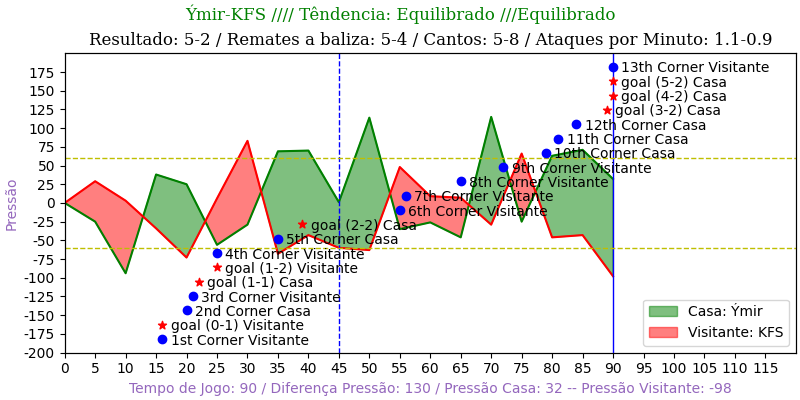 Ýmir-KFS //// Têndencia: Equilibrado ///Equilibrado
Resultado: 5-2 / Remates a baliza: 5-4 / Cantos: 5-8 / Ataques por Minuto: 1.1-0.9
Pressão
175
150
125
100
75
50
25
0
-25
-50
-75
-100
-125
-150
-175
-200
13th Corner Visitante
goal (5-2) Casa
goal (4-2) Casa
goal (3-2) Casa
12th Corner Casa
11th Corner Casa
10th Corner Casa
9th Corner Visitante
8th Corner Visitante
7th Corner Visitante
6th Corner Visitante
goal (2-2) Casa
5th Corner Casa
4th Corner Visitante
goal (1-2) Visitante
goal (1-1) Casa
3rd Corner Visitante
2nd Corner Casa
goal (0-1) Visitante
1st Corner Visitante
Casa: Ýmir
Visitante: KFS
0 5 10 15 20 25 30 35 40 45 50 55 60 65 70 75 80 85 90 95 100 105 110 115
Tempo de Jogo: 90 / Diferença Pressão: 130 / Pressão Casa: 32 -- Pressão Visitante: -98